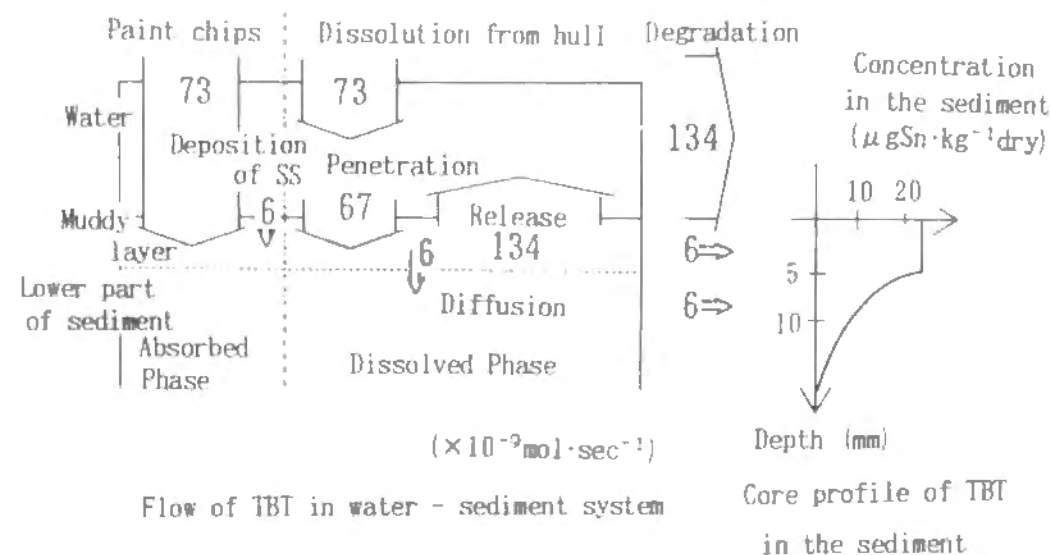 Paint chips
Dissolution from hull
Degradation
73
73
134
Water
Deposition
of SS
Penetration
6
67
Release
134
Muddy
layer
6
6⇒
6⇒
Lower part
of sediment
Diffusion
Absorbed
Phase
Dissolved Phase
(×10⁻⁹mol·sec⁻¹)
Flow of TBT in water - sediment system
Concentration
in the sediment
(μgSn·kg⁻¹dry)
10 20
5
10
Depth (mm)
Core profile of TBT
in the sediment